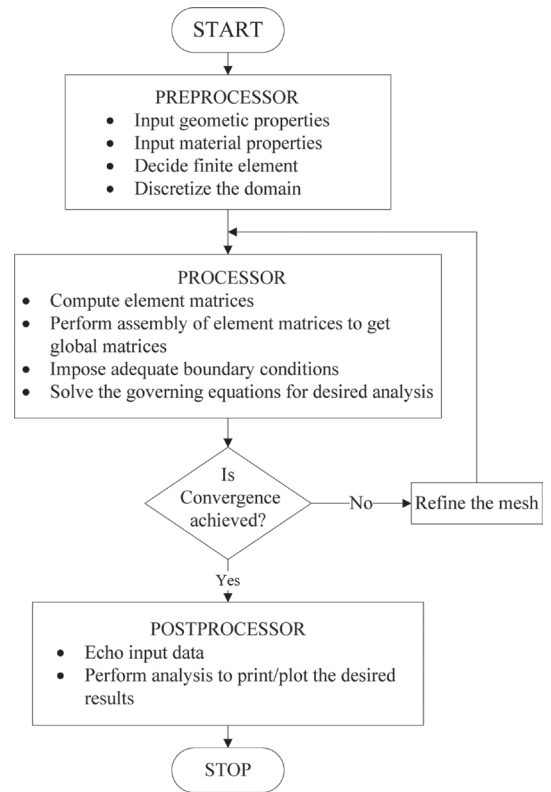 START
PREPROCESSOR
• Input geometic properties
• Input material properties
• Decide finite element
• Discretize the domain
PROCESSOR
• Compute element matrices
• Perform assembly of element matrices to get
global matrices
• Impose adequate boundary conditions
• Solve the governing equations for desired analysis
Is
Convergence
achieved?
No
Refine the mesh
Yes
POSTPROCESSOR
• Echo input data
• Perform analysis to print/plot the desired
results
STOP